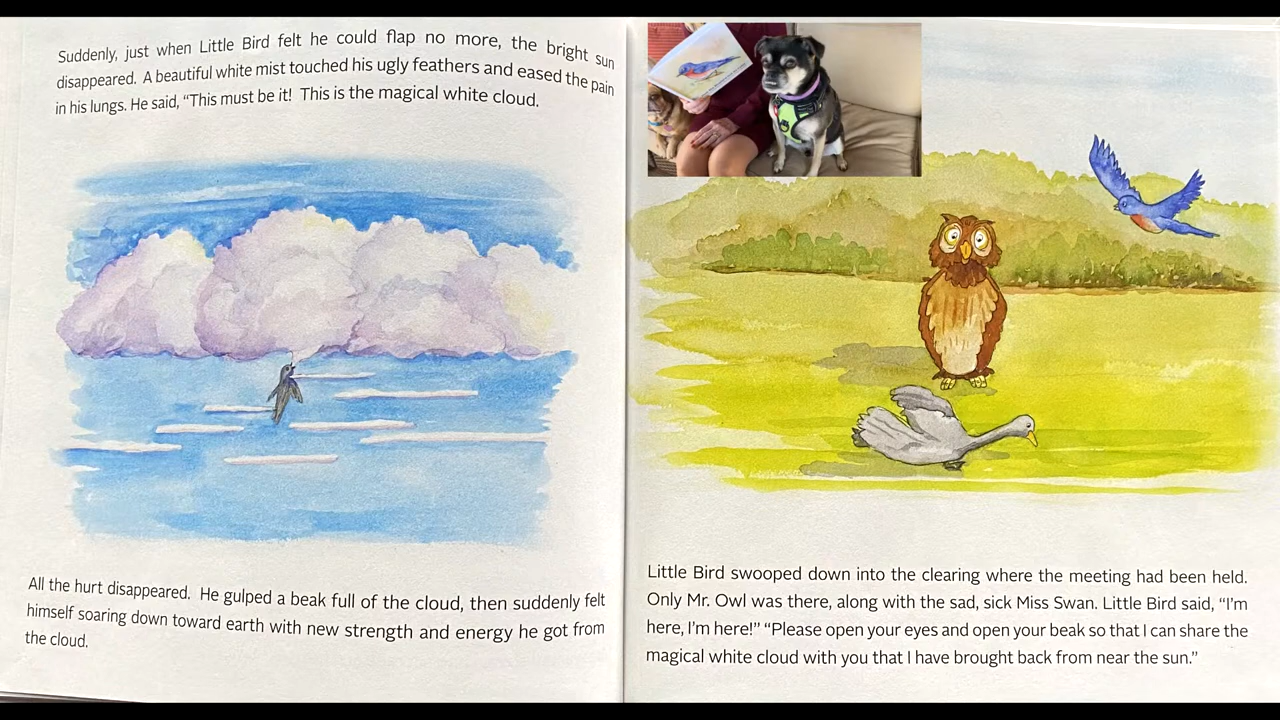 Suddenly, just when Little Bird felt he could flap no more, the bright sun
disappeared. A beautiful white mist touched his ugly feathers and eased the pain
in his lungs. He said, “This must be it! This is the magical white cloud.
All the hurt disappeared. He gulped a beak full of the cloud, then suddenly felt
himself soaring down toward earth with new strength and energy he got from
the cloud.
Little Bird swooped down into the clearing where the meeting had been held.
Only Mr. Owl was there, along with the sad, sick Miss Swan. Little Bird said, “I’m
here, I’m here!” “Please open your eyes and open your beak so that I can share the
magical white cloud with you that I have brought back from near the sun.”